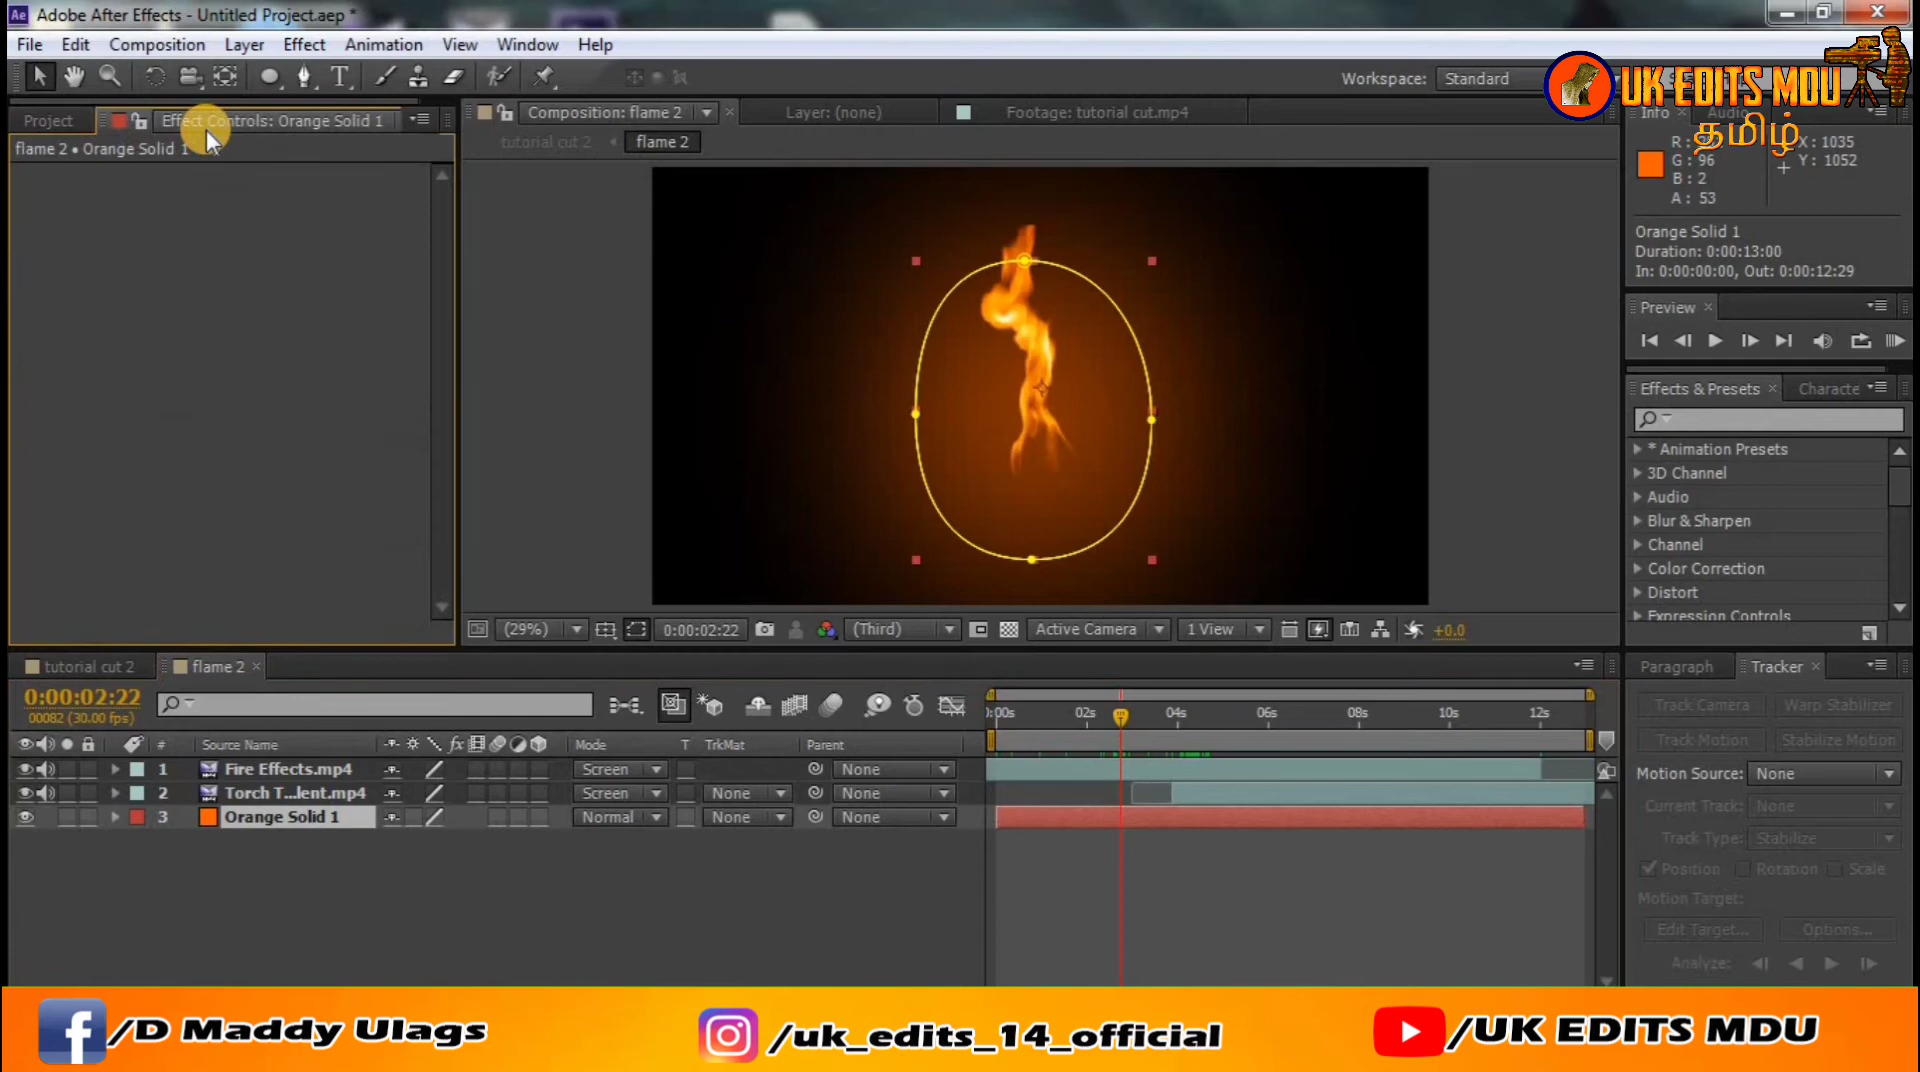 Adobe After Effects - Untitled Project.aep *
File Edit Composition Layer Effect Animation View Window Help
Workspace: Standard
UK EDITS MDU
தமிழ்
Project Effect Controls: Orange Solid 1
flame 2 • Orange Solid 1
Composition: flame 2 Layer: (none) Footage: tutorial cut.mp4
tutorial cut 2 flame 2
Info Audio
R:
G: 96
B: 2
A: 53
X: 1035
Y: 1052
Orange Solid 1
Duration: 0:00:13:00
In: 0:00:00:00, Out: 0:00:12:29
Preview
Effects & Presets Characte
* Animation Presets
3D Channel
Audio
Blur & Sharpen
Channel
Color Correction
Distort
Expression Controls
(29%) 0:00:02:22 (Third) Active Camera 1 View +0.0
tutorial cut 2 flame 2
0:00:02:22
00082 (30.00 fps)
:00s 02s 04s 06s 08s 10s 12s
# Source Name fx Mode T TrkMat Parent
1 Fire Effects.mp4 Screen None
2 Torch T...lent.mp4 Screen None None
3 Orange Solid 1 Normal None None
Paragraph Tracker
Track Camera Warp Stabilizer
Track Motion Stabilize Motion
Motion Source: None
Current Track: None
Track Type: Stabilize
Position Rotation Scale
Motion Target:
Edit Target... Options...
Analyze:
/D Maddy Ulags
/uk_edits_14_official
/UK EDITS MDU